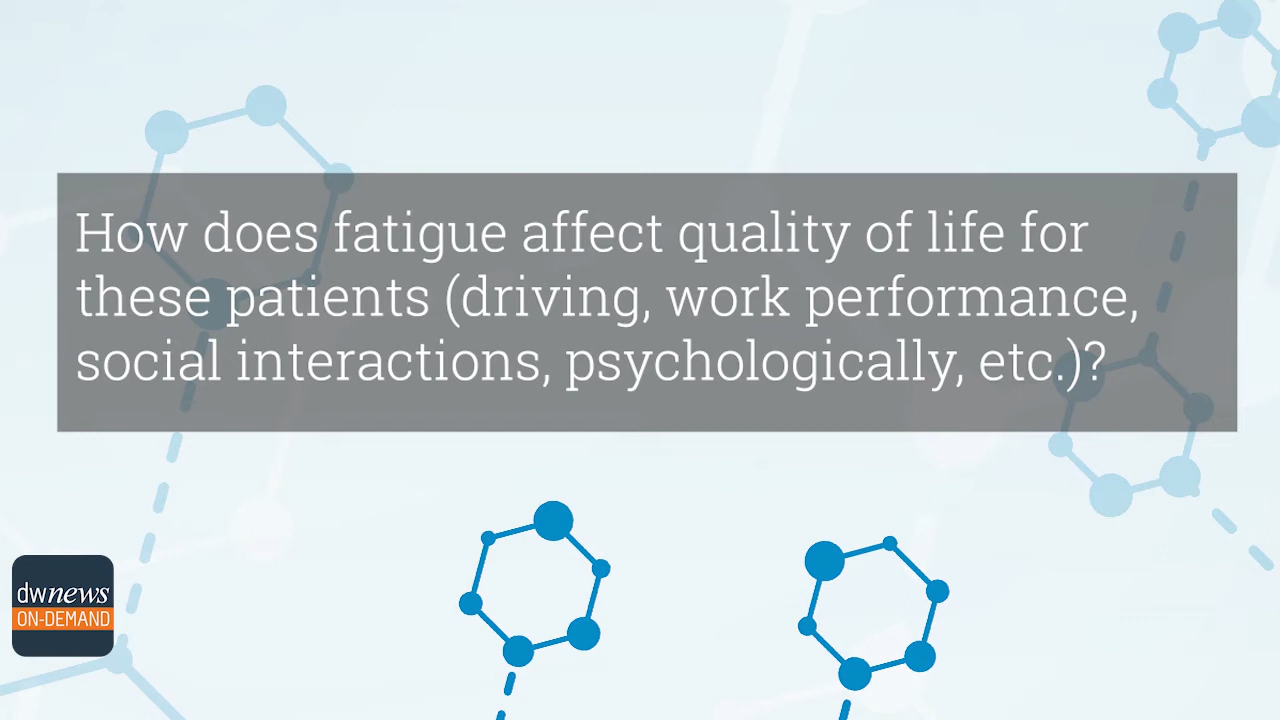 How does fatigue affect quality of life for
these patients (driving, work performance,
social interactions, psychologically, etc.)?
dwnews
ON-DEMAND